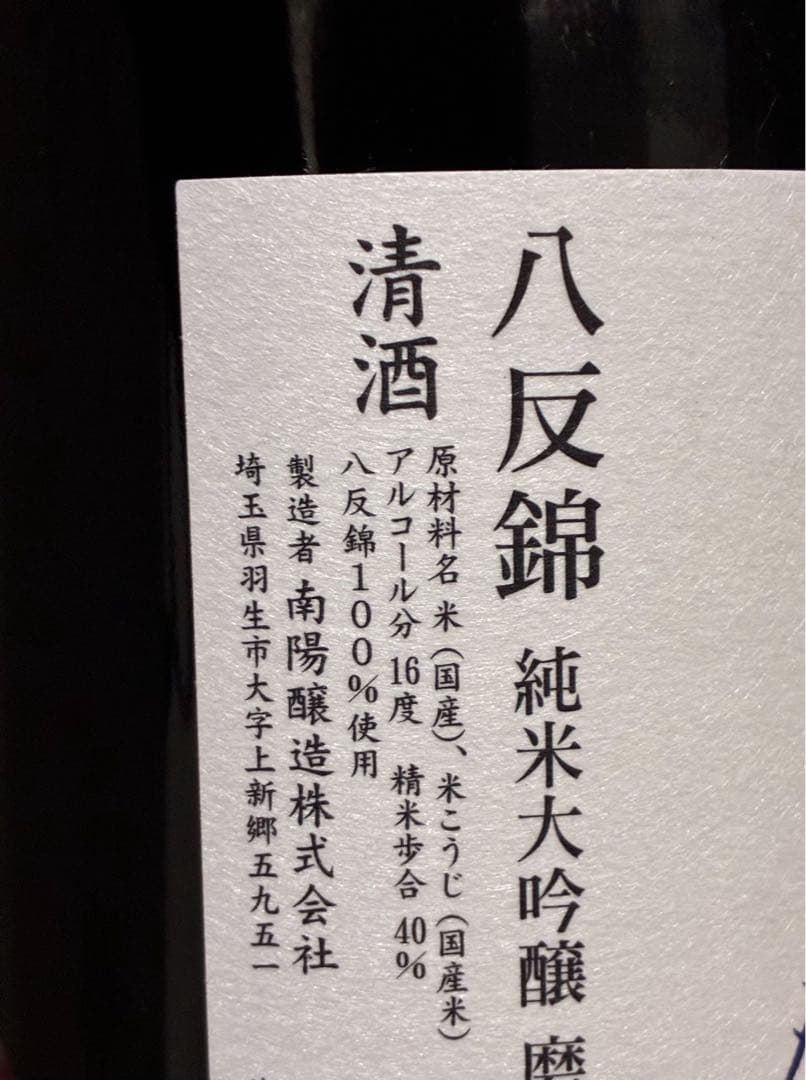 八反錦 純米大吟醸 磨
清酒
原材料名 米（国産）、米こうじ（国産米）
アルコール分 16度 精米歩合 40%
八反錦100%使用
製造者 南陽醸造株式会社
埼玉県羽生市大字上新郷五九五一